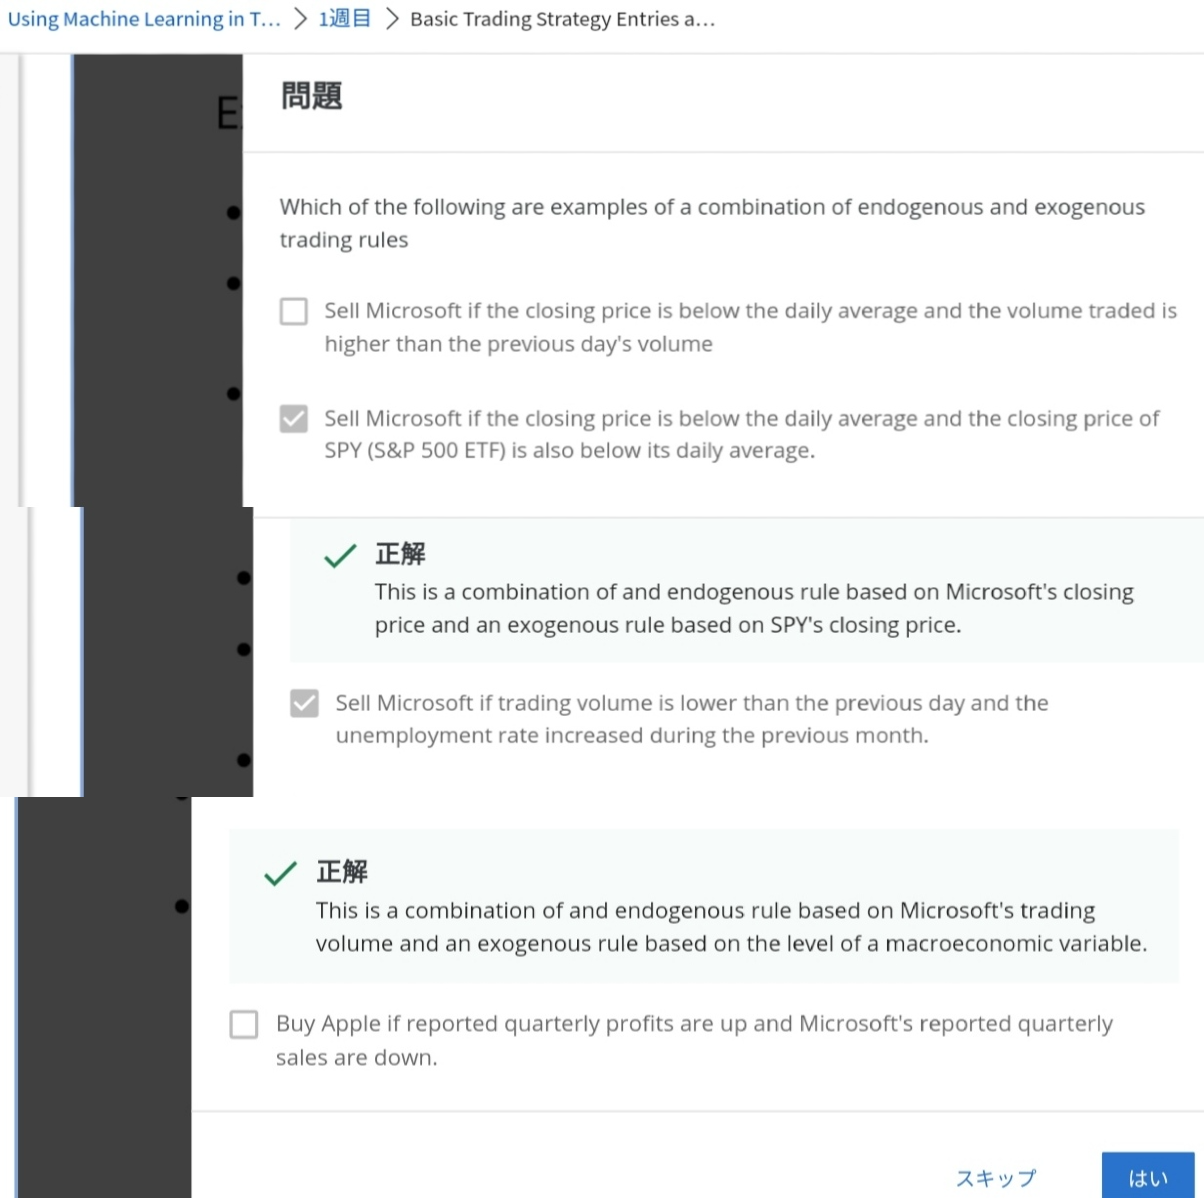 Using Machine Learning in T... > 1週目 > Basic Trading Strategy Entries a...
E
問題
Which of the following are examples of a combination of endogenous and exogenous
trading rules
Sell Microsoft if the closing price is below the daily average and the volume traded is
higher than the previous day's volume
Sell Microsoft if the closing price is below the daily average and the closing price of
SPY (S&P 500 ETF) is also below its daily average.
正解
This is a combination of and endogenous rule based on Microsoft's closing
price and an exogenous rule based on SPY's closing price.
Sell Microsoft if trading volume is lower than the previous day and the
unemployment rate increased during the previous month.
正解
This is a combination of and endogenous rule based on Microsoft's trading
volume and an exogenous rule based on the level of a macroeconomic variable.
Buy Apple if reported quarterly profits are up and Microsoft's reported quarterly
sales are down.
スキップ
はい